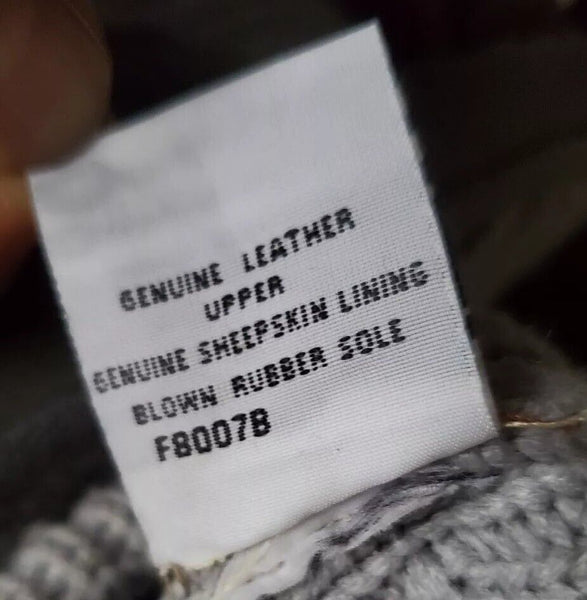 GENUINE LEATHER
UPPER
GENUINE SHEEPSKIN LINING
BLOWN RUBBER SOLE
F8007B